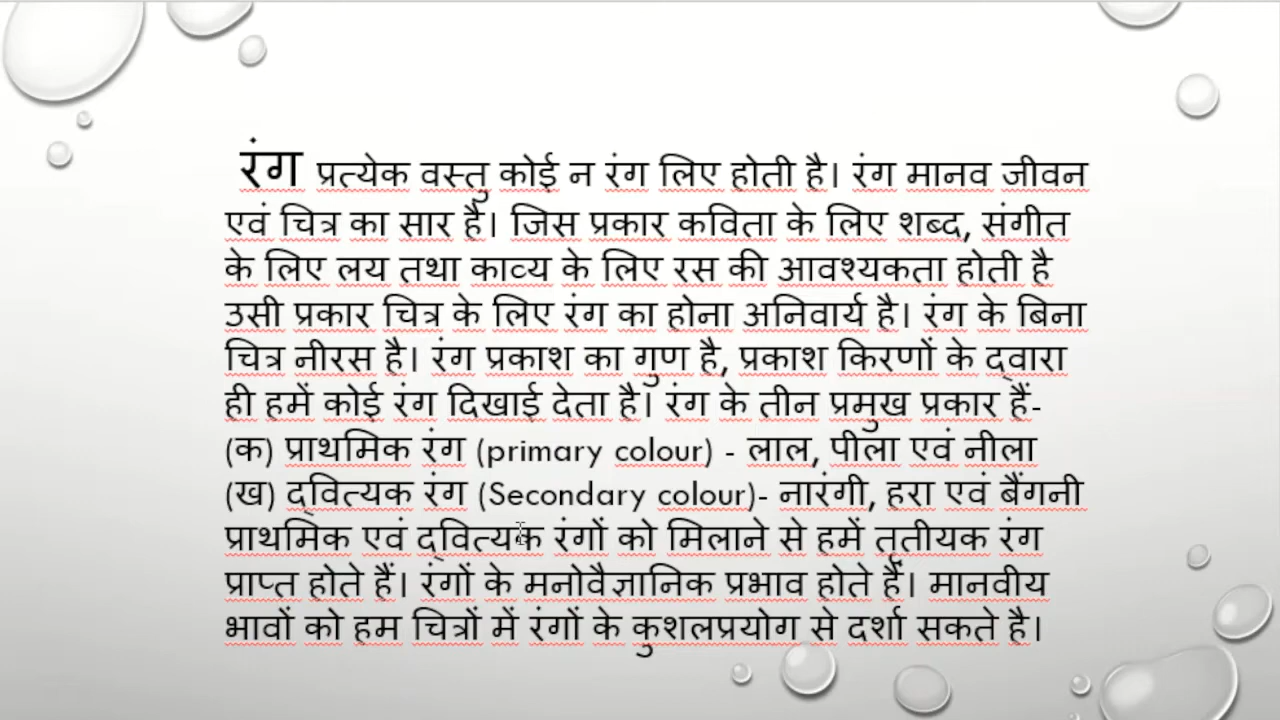 रंग प्रत्येक वस्तु कोई न रंग लिए होती है। रंग मानव जीवन
एवं चित्र का सार है। जिस प्रकार कविता के लिए शब्द, संगीत
के लिए लय तथा काव्य के लिए रस की आवश्यकता होती है
उसी प्रकार चित्र के लिए रंग का होना अनिवार्य है। रंग के बिना
चित्र नीरस है। रंग प्रकाश का गुण है, प्रकाश किरणों के द्वारा
ही हमें कोई रंग दिखाई देता है। रंग के तीन प्रमुख प्रकार हैं-
(क) प्राथमिक रंग (primary colour) - लाल, पीला एवं नीला
(ख) द्वित्यक रंग (Secondary colour)- नारंगी, हरा एवं बैंगनी
प्राथमिक एवं द्वित्यक रंगों को मिलाने से हमें तृतीयक रंग
प्राप्त होते हैं। रंगों के मनोवैज्ञानिक प्रभाव होते हैं। मानवीय
भावों को हम चित्रों में रंगों के कुशलप्रयोग से दर्शा सकते है।